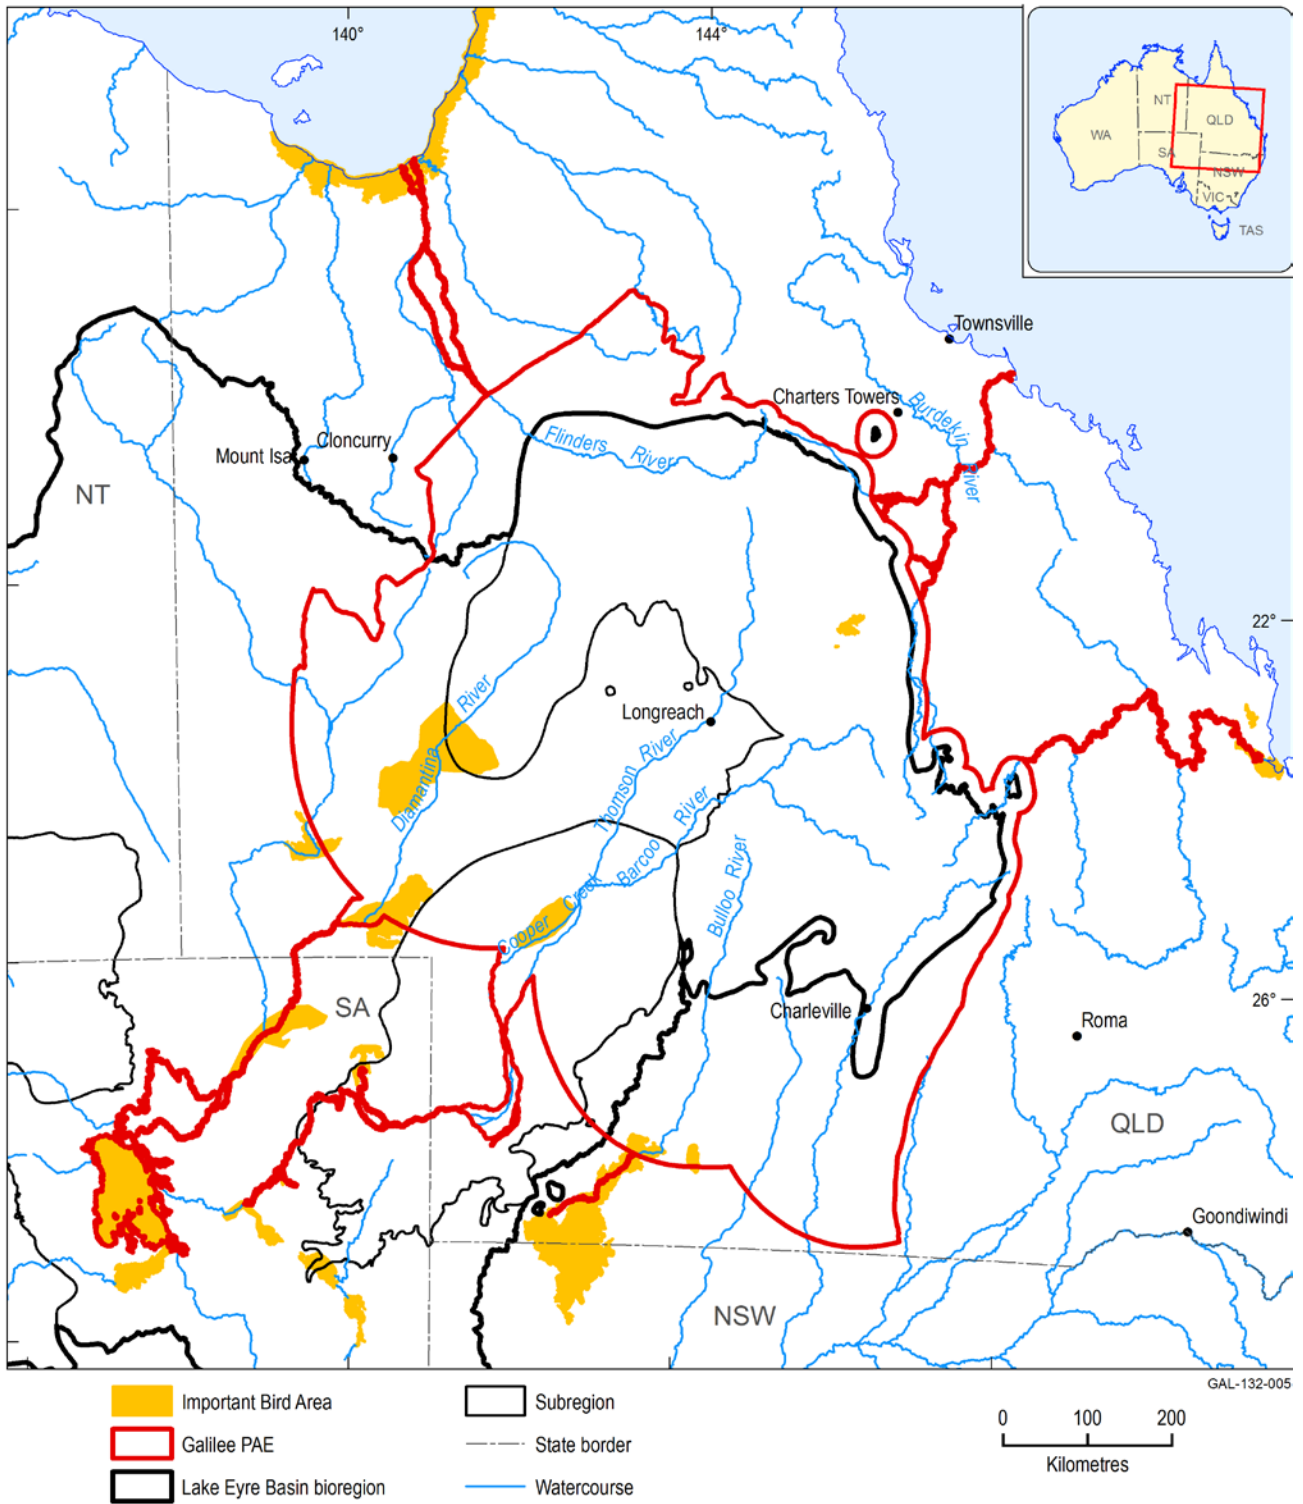 140°
144°
NT
QLD
WA
SA
NSW
VIC
TAS
Townsville
Charters Towers
Burdekin River
Cloncurry
Mount Isa
Flinders River
NT
22°
Longreach
Diamantina River
Thomson River
Barcoo River
Cooper Creek
Bulloo River
SA
26°
Charleville
Roma
QLD
Goondiwindi
NSW
GAL-132-005
Important Bird Area
Subregion
0 100 200
Galilee PAE
State border
Kilometres
Lake Eyre Basin bioregion
Watercourse